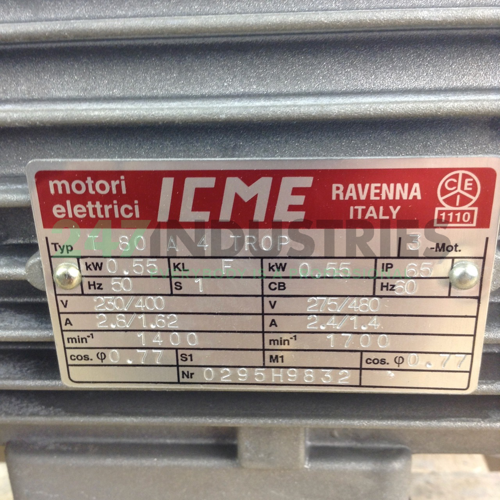 motori
elettrici
ICME
RAVENNA
ITALY
CEI
1110
247 INDUSTRIES
Typ T 80 A 4 TROP 3 -Mot.
kW 0.55 KL F kW 0.55 IP 65
Hz 50 S 1 CB Hz 60
V 230/400 275/480
A 2.8/1.62 2.4/1.4
min-1 1400 min-1 1700
cos. φ 0.77 S1 M1 cos. φ 0.77
Nr 0295H9832